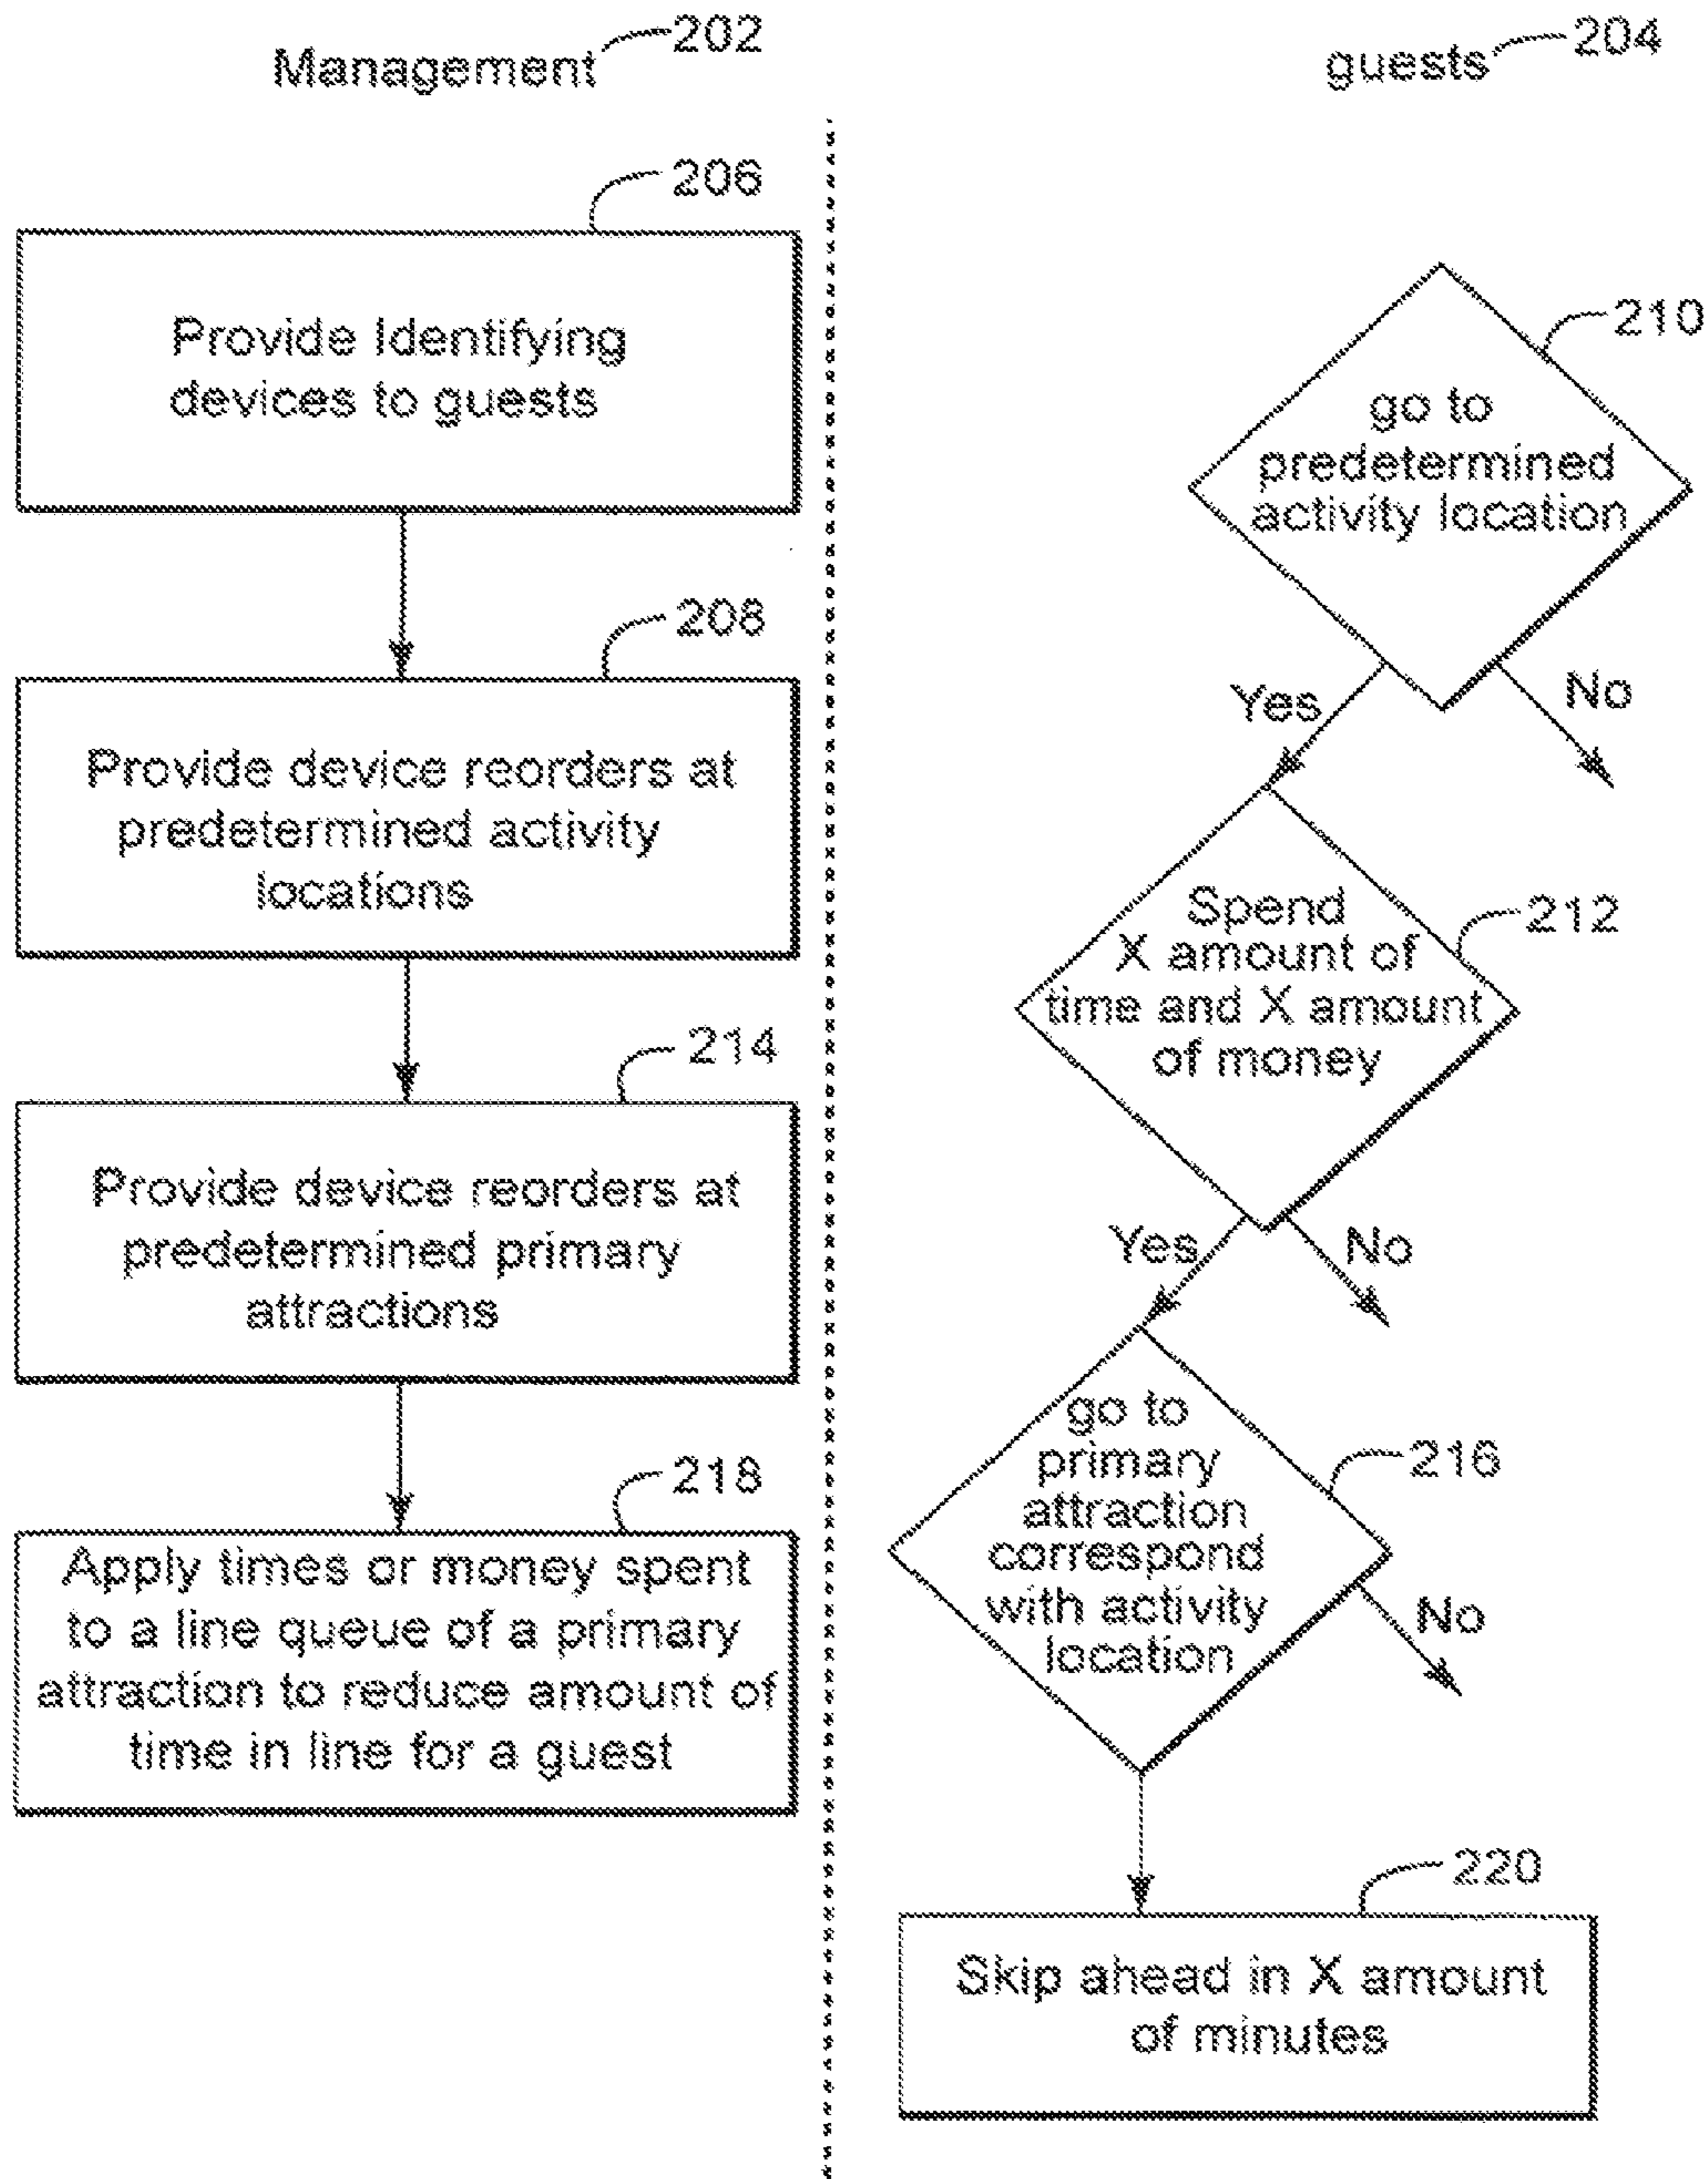 Management 202
guests 204
206
Provide Identifying
devices to guests
208
Provide device reorders at
predetermined activity
locations
214
Provide device reorders at
predetermined primary
attractions
218
Apply times or money spent
to a line queue of a primary
attraction to reduce amount of
time in line for a guest
210
go to
predetermined
activity location
Yes
No
212
Spend
X amount of
time and X amount
of money
Yes
No
216
go to
primary
attraction
correspond
with activity
location
No
220
Skip ahead in X amount
of minutes